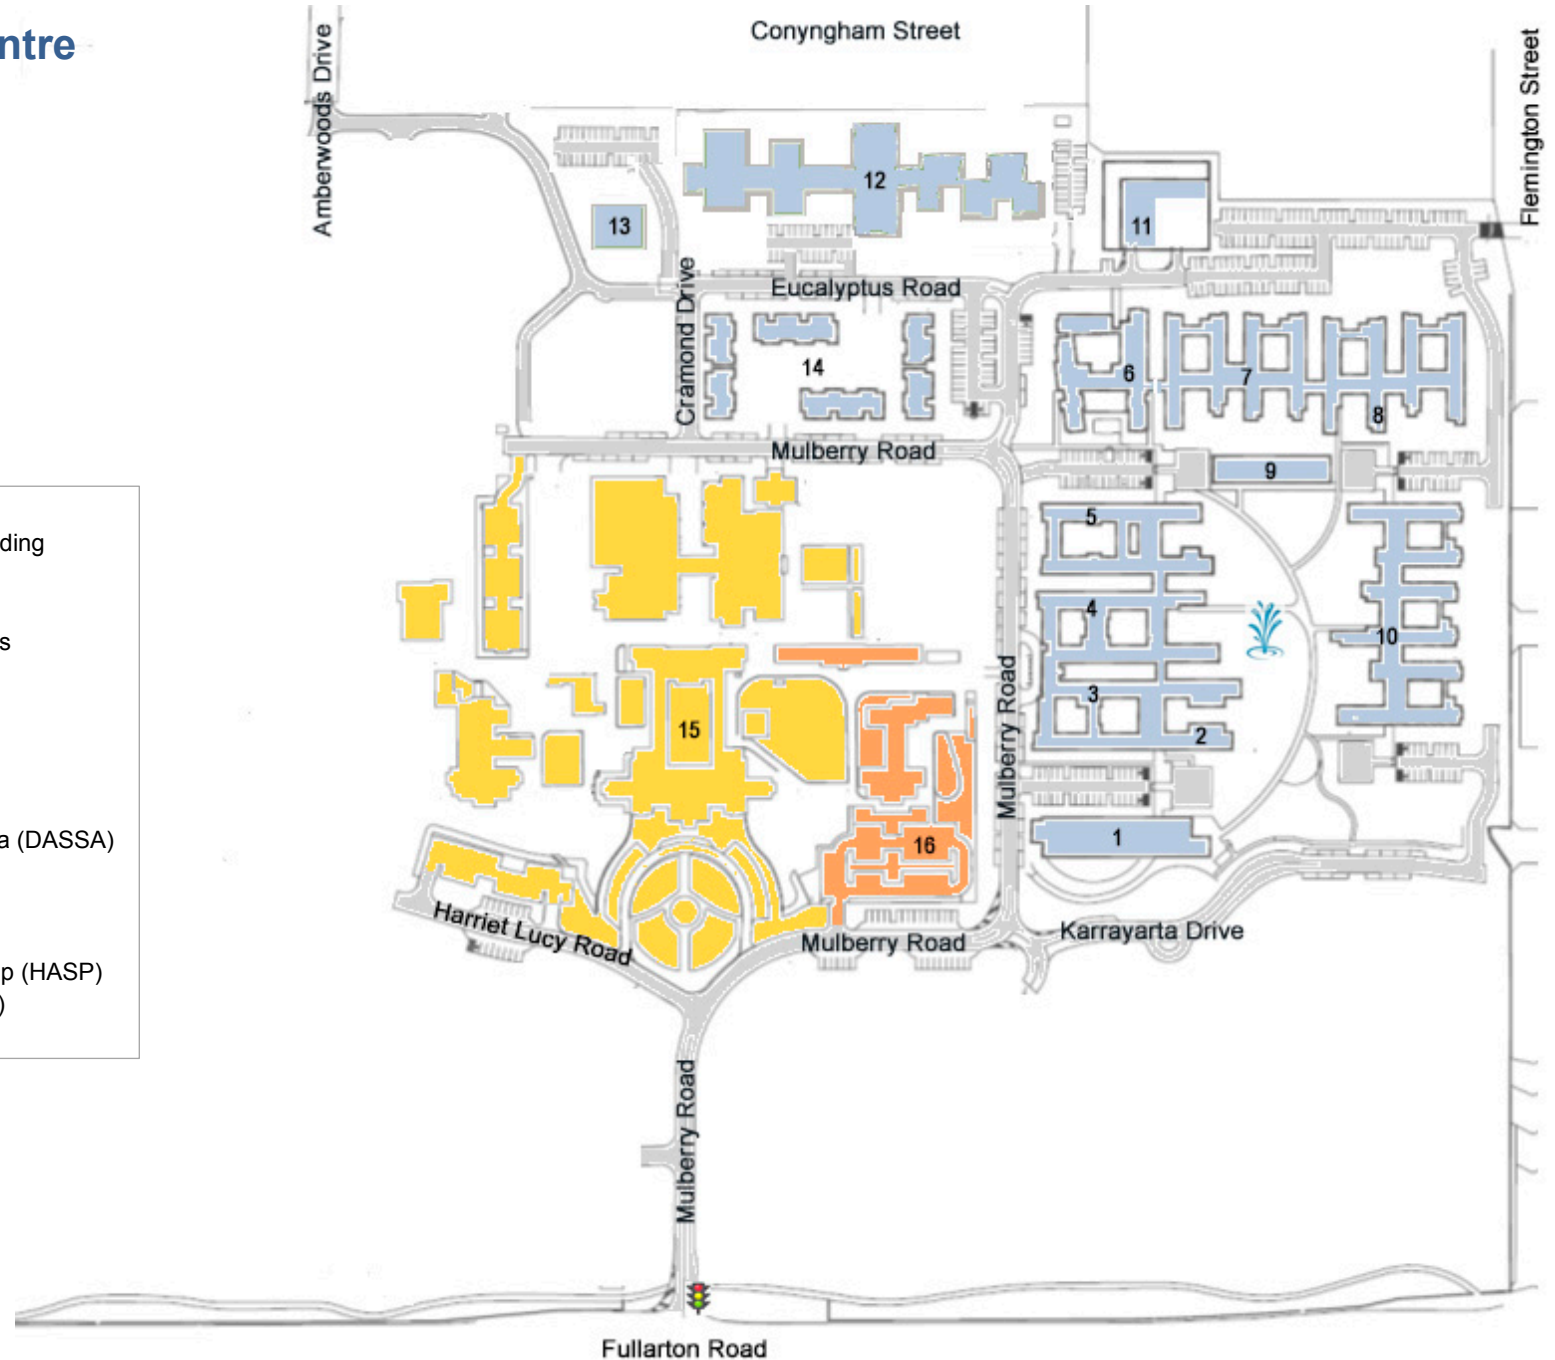 ntre
Conyngham Street
Amberwoods Drive
Flemington Street
12
13
11
Cramond Drive
Eucalyptus Road
14
6
7
8
Mulberry Road
9
5
ding
4
10
s
3
Mulberry Road
15
2
1
a (DASSA)
16
Harriet Lucy Road
Mulberry Road
Karrayarta Drive
p (HASP)
)
Mulberry Road
Fullarton Road